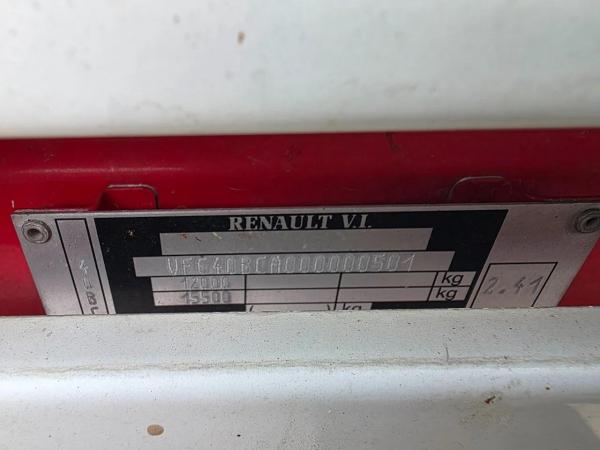 RENAULT V.I.
VF640BCA000000501
12000 kg
15500 kg
kg
2.41